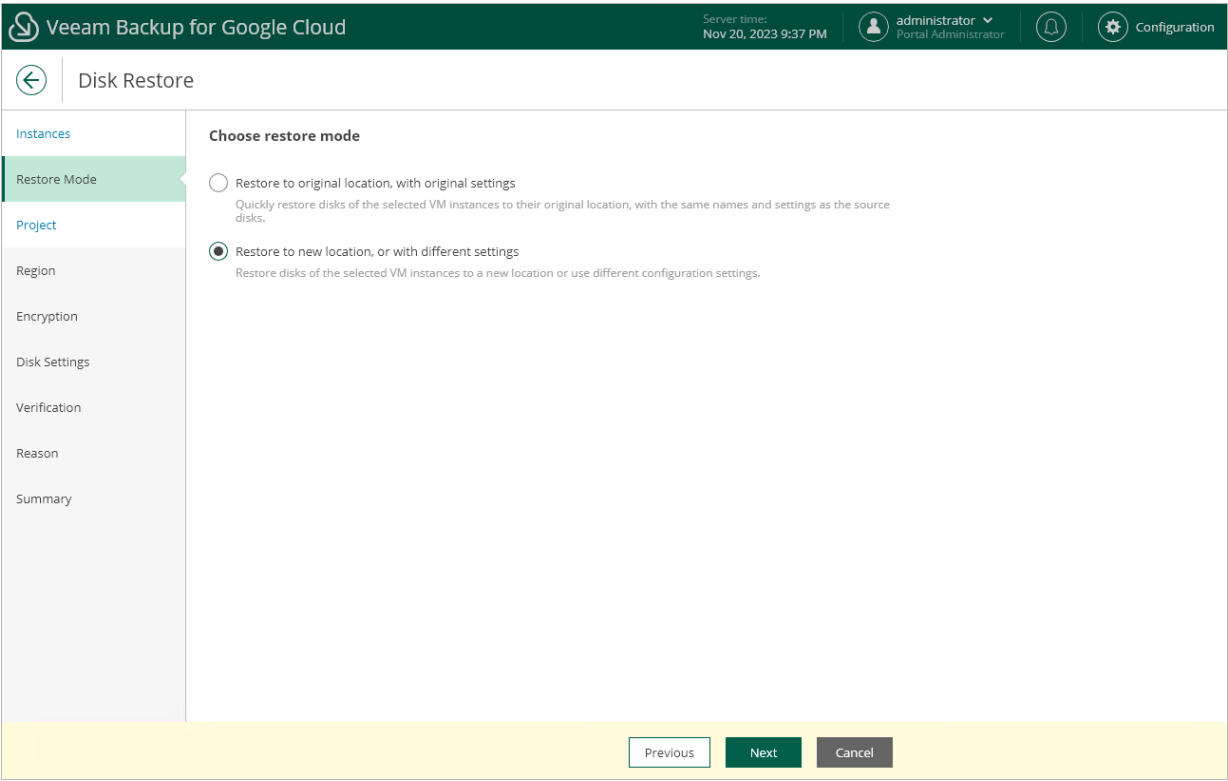 Veeam Backup for Google Cloud
Server time:
Nov 20, 2023 9:37 PM
administrator
Portal Administrator
Configuration
Disk Restore
Instances
Restore Mode
Project
Region
Encryption
Disk Settings
Verification
Reason
Summary
Choose restore mode
Restore to original location, with original settings
Quickly restore disks of the selected VM instances to their original location, with the same names and settings as the source
disks.
Restore to new location, or with different settings
Restore disks of the selected VM instances to a new location or use different configuration settings.
Previous
Next
Cancel